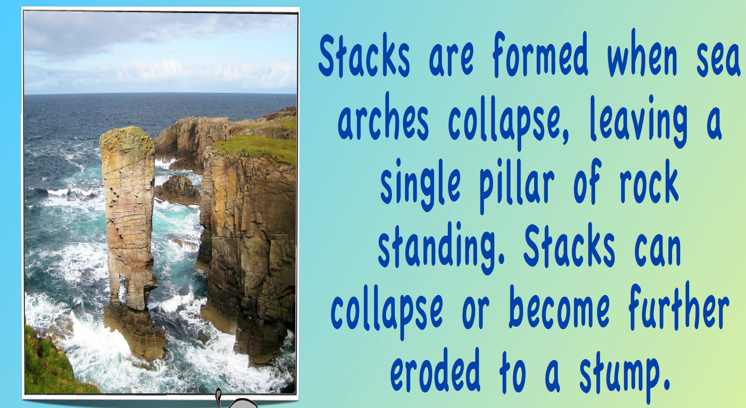 Stacks are formed when sea
arches collapse, leaving a
single pillar of rock
standing. Stacks can
collapse or become further
eroded to a stump.